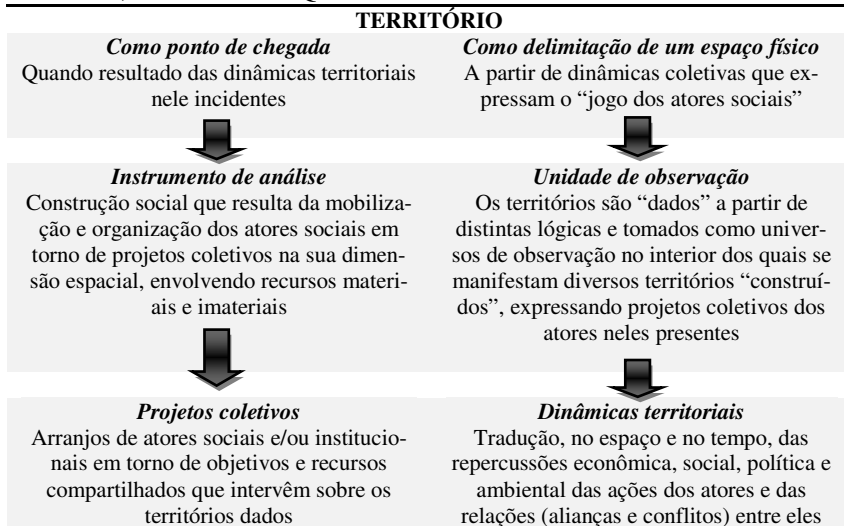 TERRITÓRIO
Como ponto de chegada
Quando resultado das dinâmicas territoriais
nele incidentes
Como delimitação de um espaço físico
A partir de dinâmicas coletivas que ex-
pressam o “jogo dos atores sociais”
Instrumento de análise
Construção social que resulta da mobiliza-
ção e organização dos atores sociais em
torno de projetos coletivos na sua dimen-
são espacial, envolvendo recursos materi-
ais e imateriais
Unidade de observação
Os territórios são “dados” a partir de
distintas lógicas e tomados como univer-
sos de observação no interior dos quais se
manifestam diversos territórios “construí-
dos”, expressando projetos coletivos dos
atores neles presentes
Projetos coletivos
Arranjos de atores sociais e/ou institucio-
nais em torno de objetivos e recursos
compartilhados que intervêm sobre os
territórios dados
Dinâmicas territoriais
Tradução, no espaço e no tempo, das
repercussões econômica, social, política e
ambiental das ações dos atores e das
relações (alianças e conflitos) entre eles